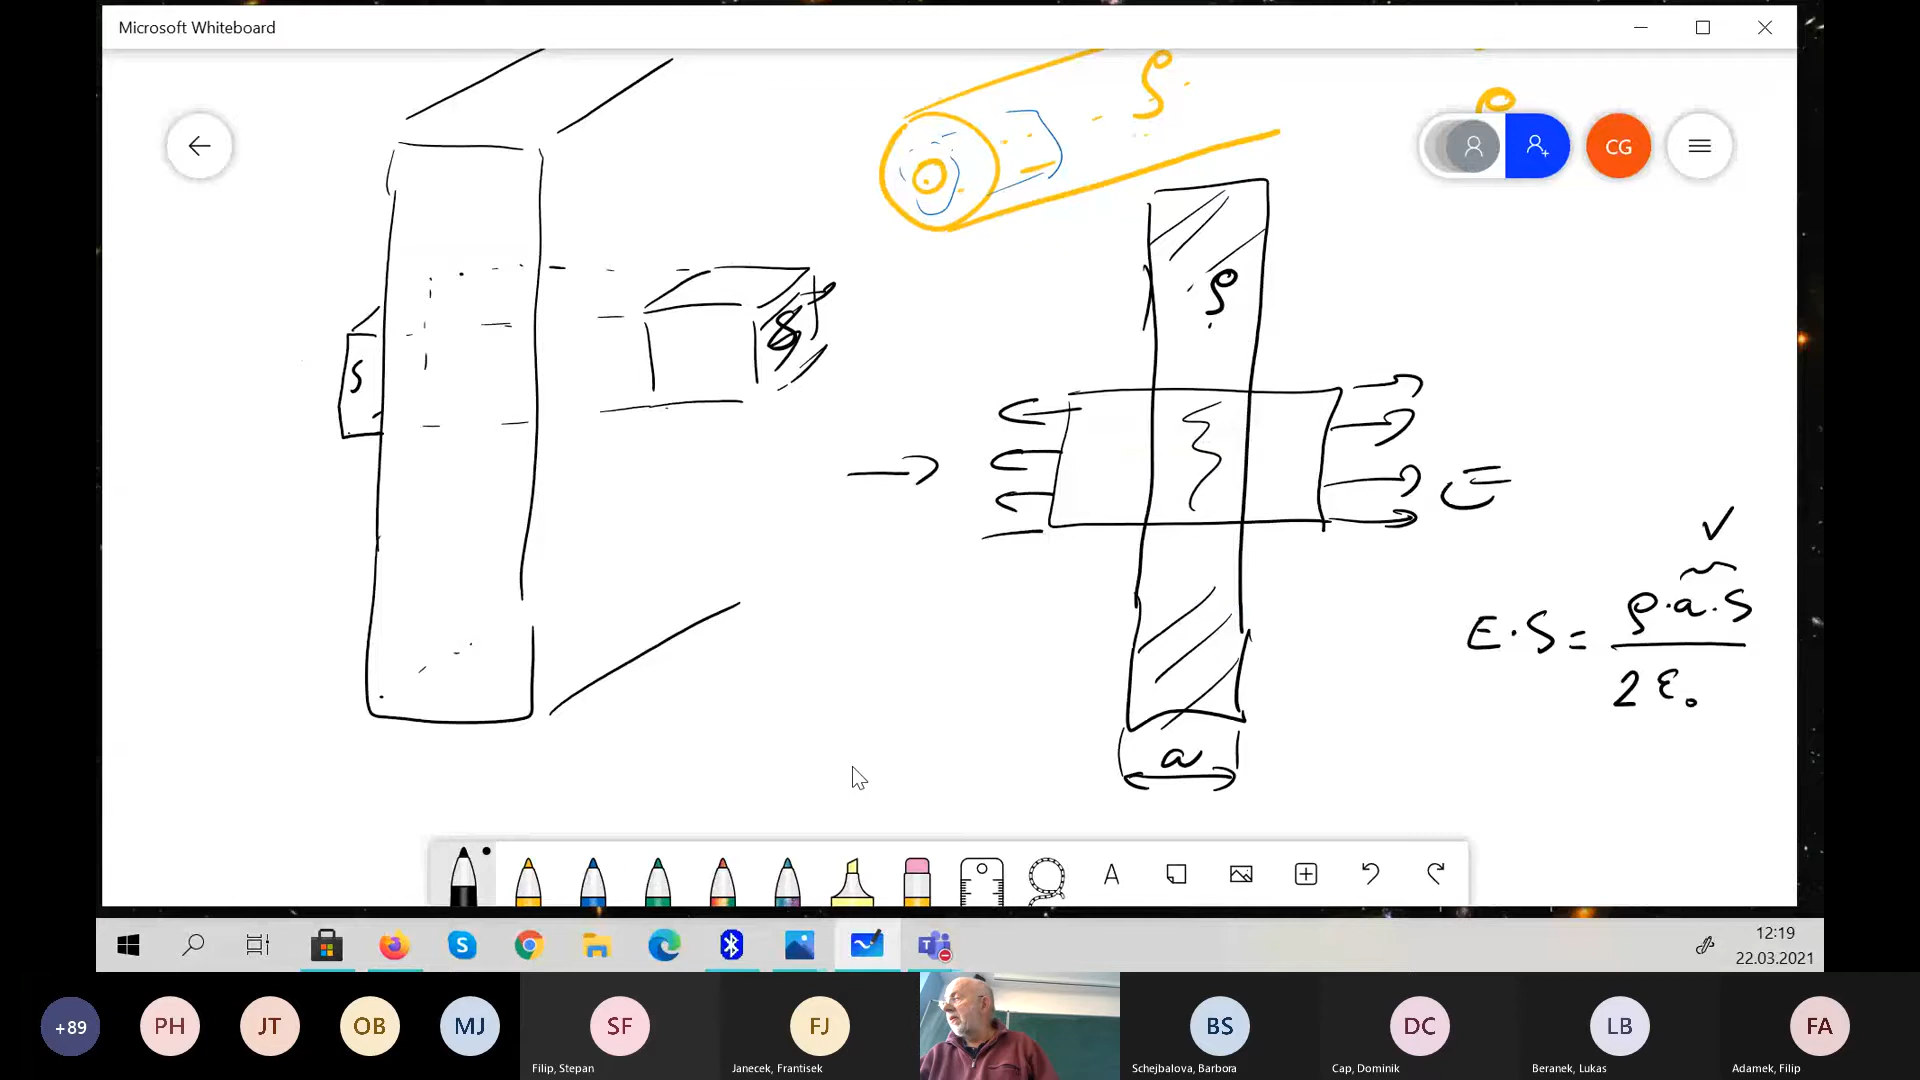 Microsoft Whiteboard
ρ
ρ
CG
ρ
S
S
E
V
E·S = ρ·a·S
2ε₀
a
A
12:19
22.03.2021
+89
PH
JT
OB
MJ
SF
Filip, Stepan
FJ
Janecek, Frantisek
BS
Schejbalova, Barbora
DC
Cap, Dominik
LB
Beranek, Lukas
FA
Adamek, Filip